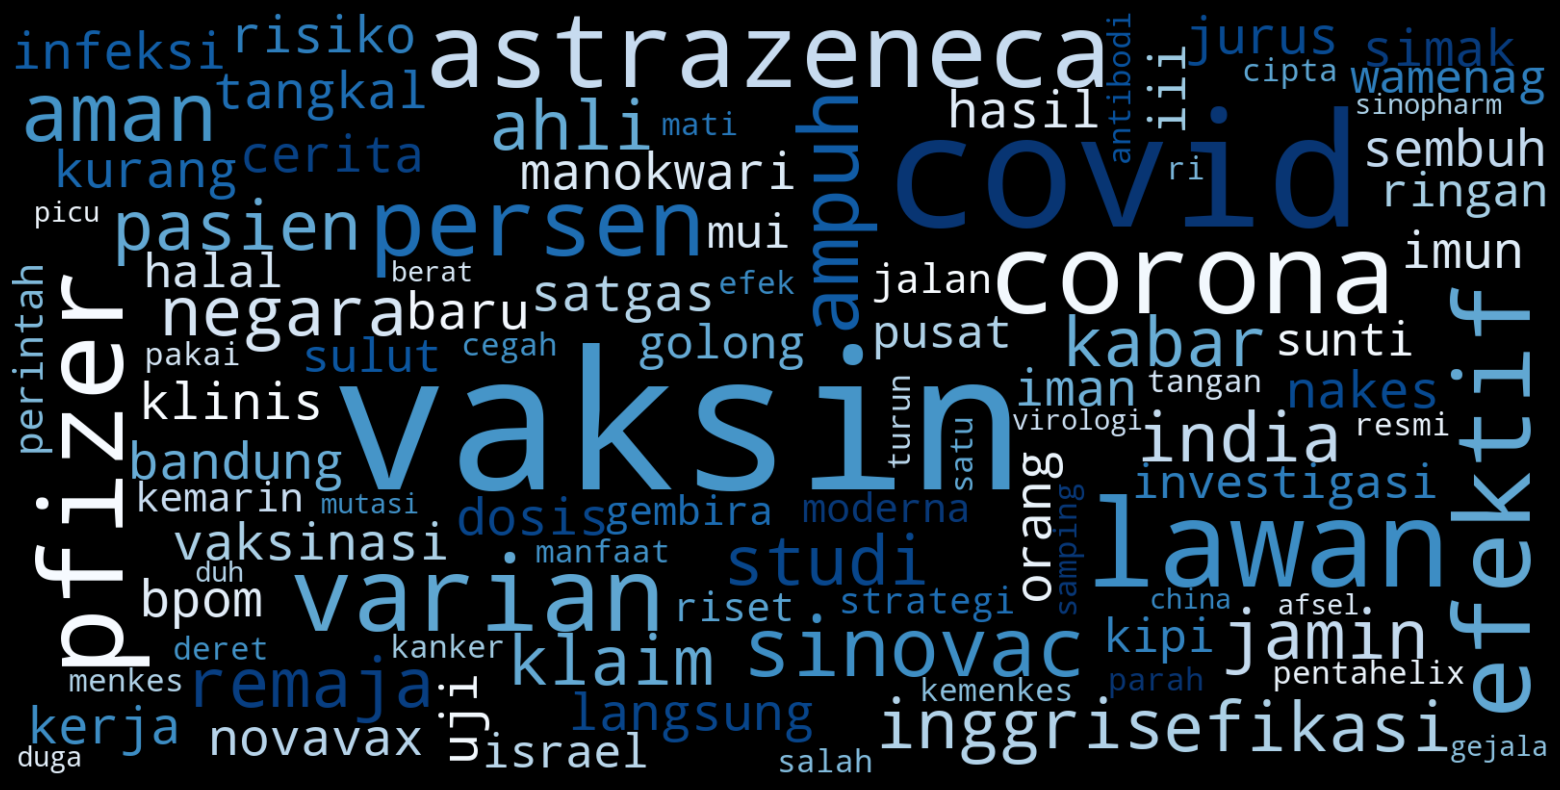 infeksi
risiko
astrazeneca
antibodi
jurus
simak
aman
tangkal
ahli
mati
hasil
iii
cipta
wamenag
sinopharm
kurang
cerita
manokwari
ampuh
covid
ri
sembuh
ringan
picu
pasien
persen
mui
corona
imun
perintah
pfizer
halal
berat
negara
baru
satgas
efek
jalan
pusat
kabar
sunti
efektif
pakai
sulut
cegah
golong
klinis
vaksin
turun
satu
iman
tangan
nakes
virologi
india
resmi
bandung
kemarin
mutasi
dosis
gembira
moderna
orang
samping
investigasi
lawan
vaksinasi
duh
manfaat
studi
bpom
varian
riset
strategi
china
afsel
deret
kanker
klaim
sinovac
kipi
jamin
menkes
remaja
kemenkes
parah
pentahelix
kerja
novavax
uji
israel
langsung
inggris
efikasi
duga
salah
gejala